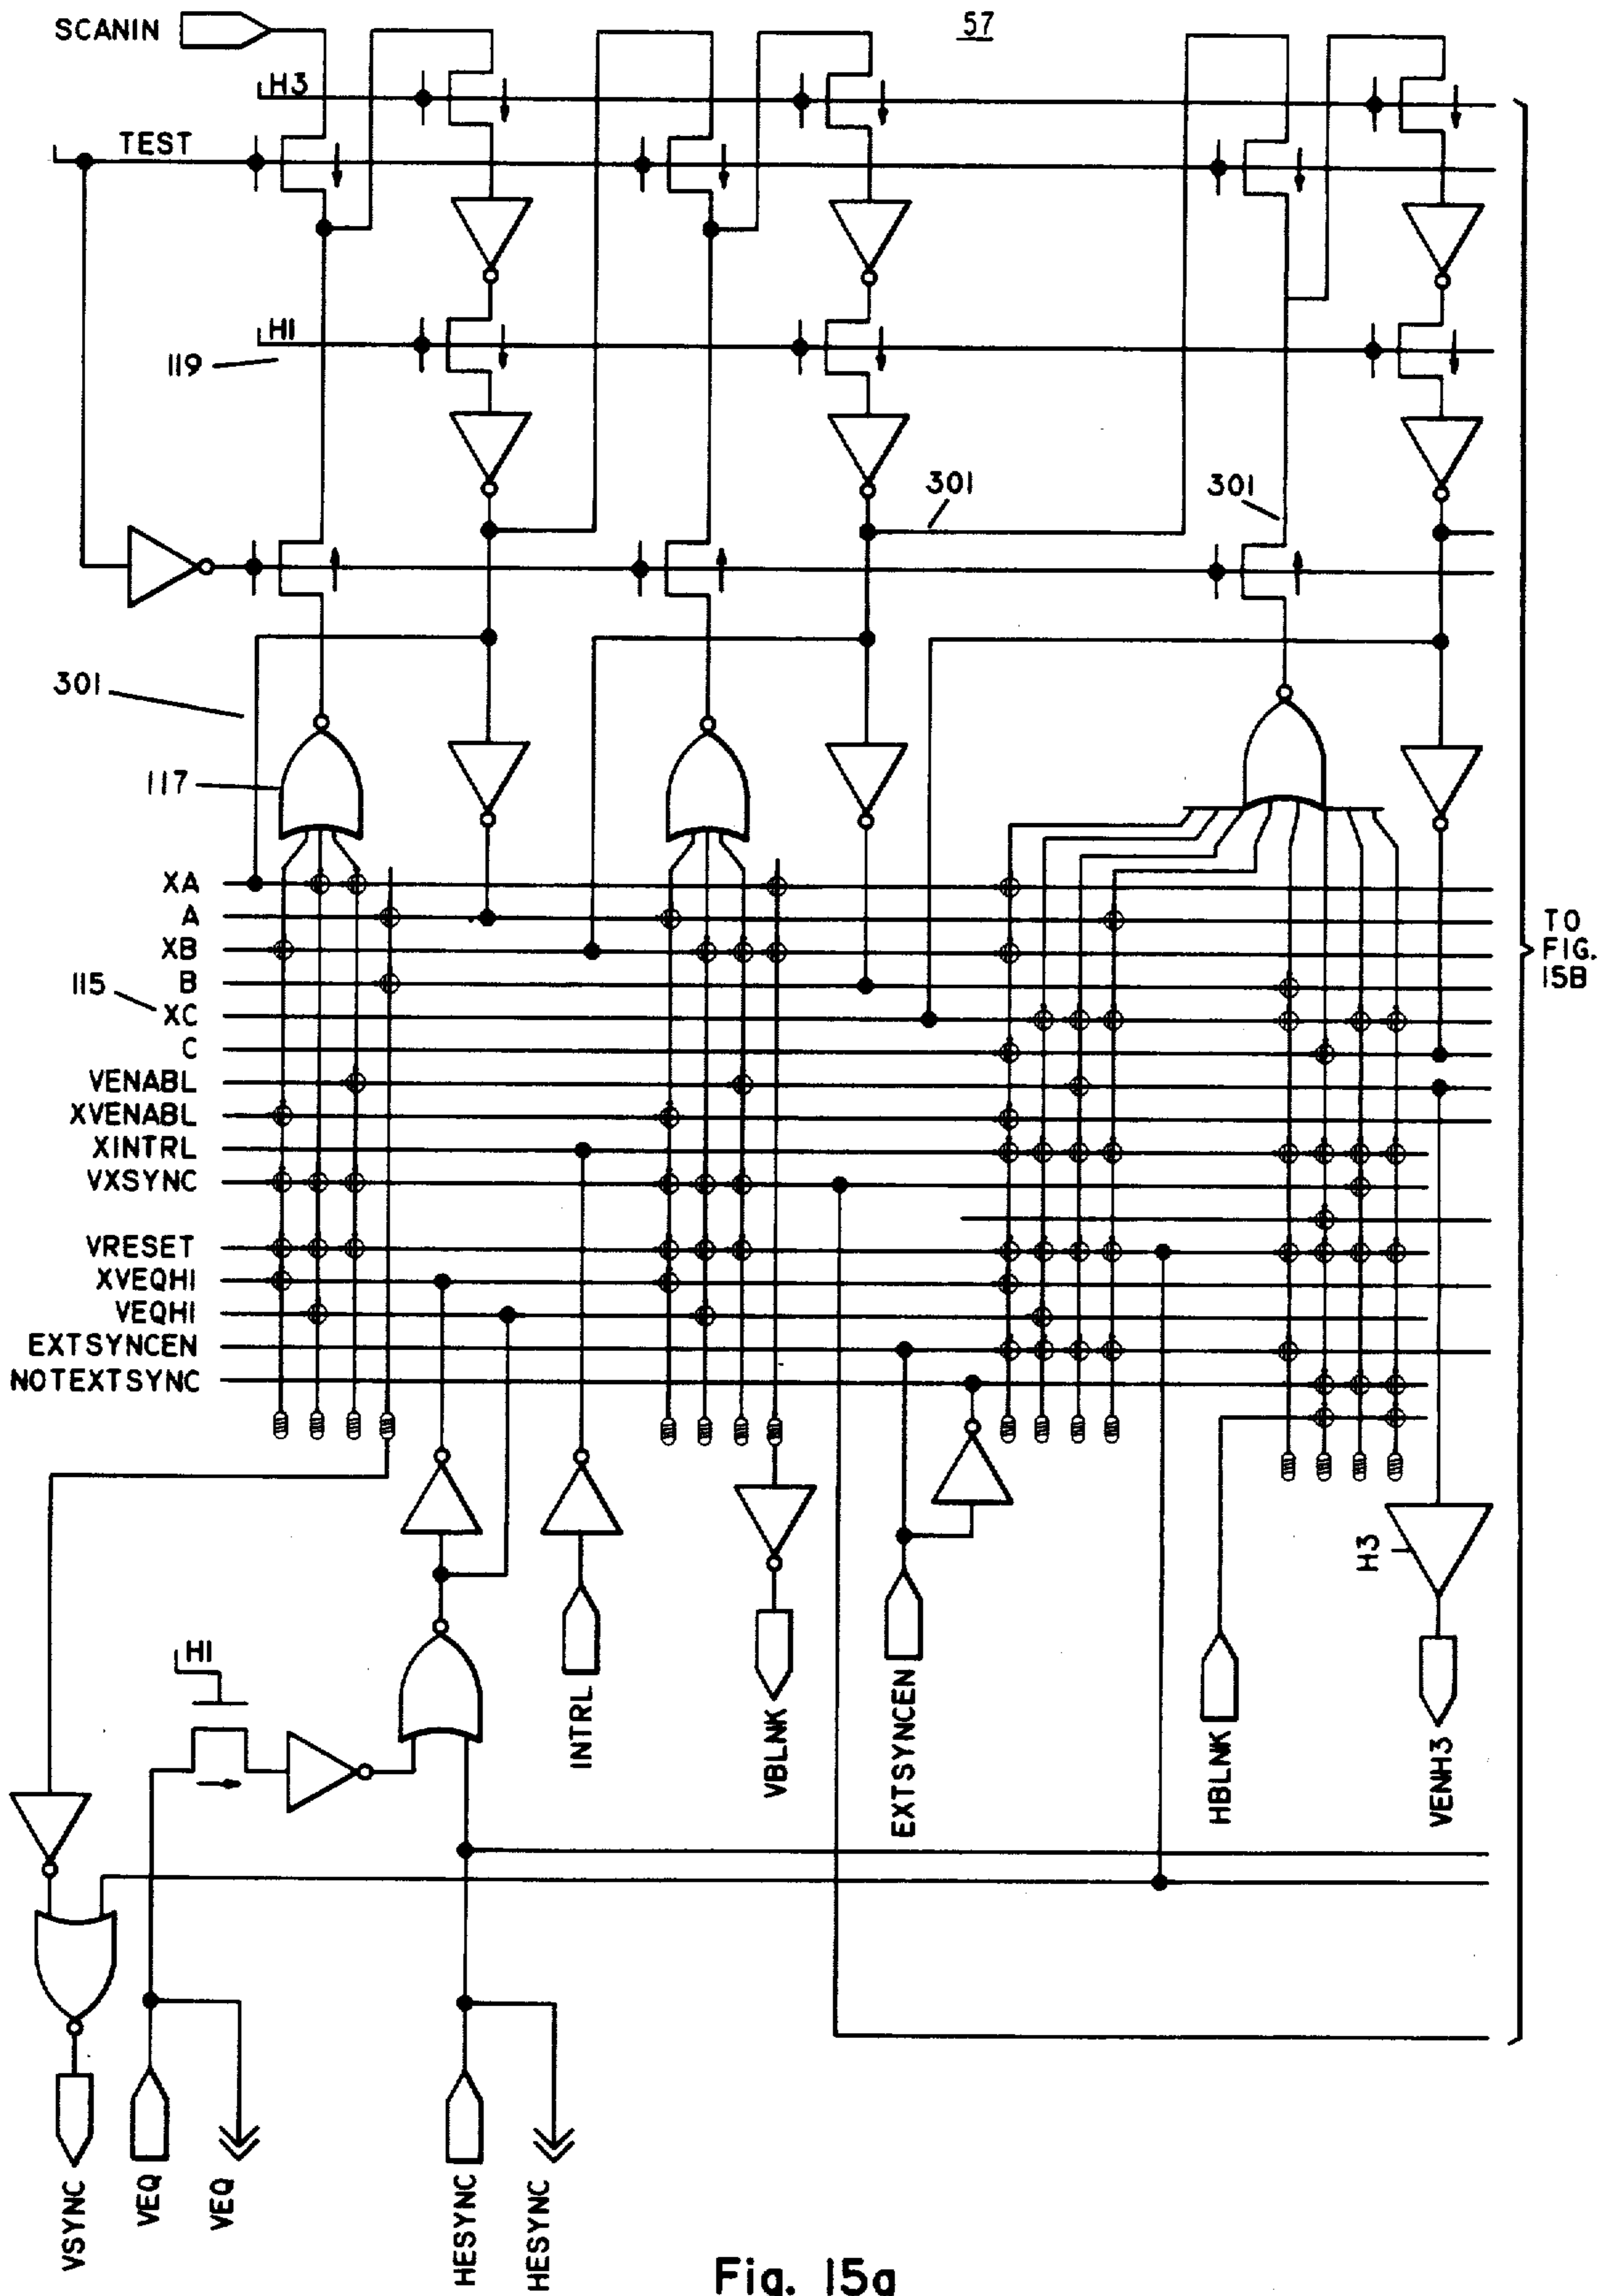 57
SCANIN
H3
TEST
H1
119
301
301
301
117
XA
A
XB
B
115
XC
C
VENABL
XVENABL
XINTRL
VXSYNC
VRESET
XVEQHI
VEQHI
EXTSYNCEN
NOTEXTSYNC
TO
FIG.
15B
H3
H1
INTRL
VBLNK
EXTSYNCEN
HBLNK
VENH3
VSYNC
VEQ
VEQ
HESYNC
HESYNC
Fig. 15a